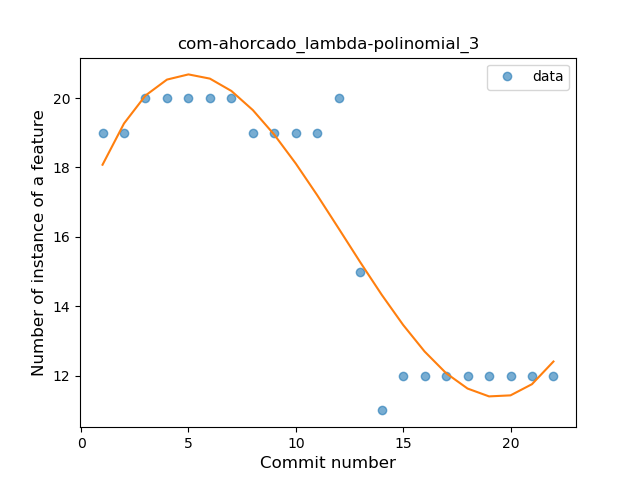 com-ahorcado_lambda-polinomial_3
data
Number of instance of a feature
20
18
16
14
12
0
5
10
15
20
Commit number